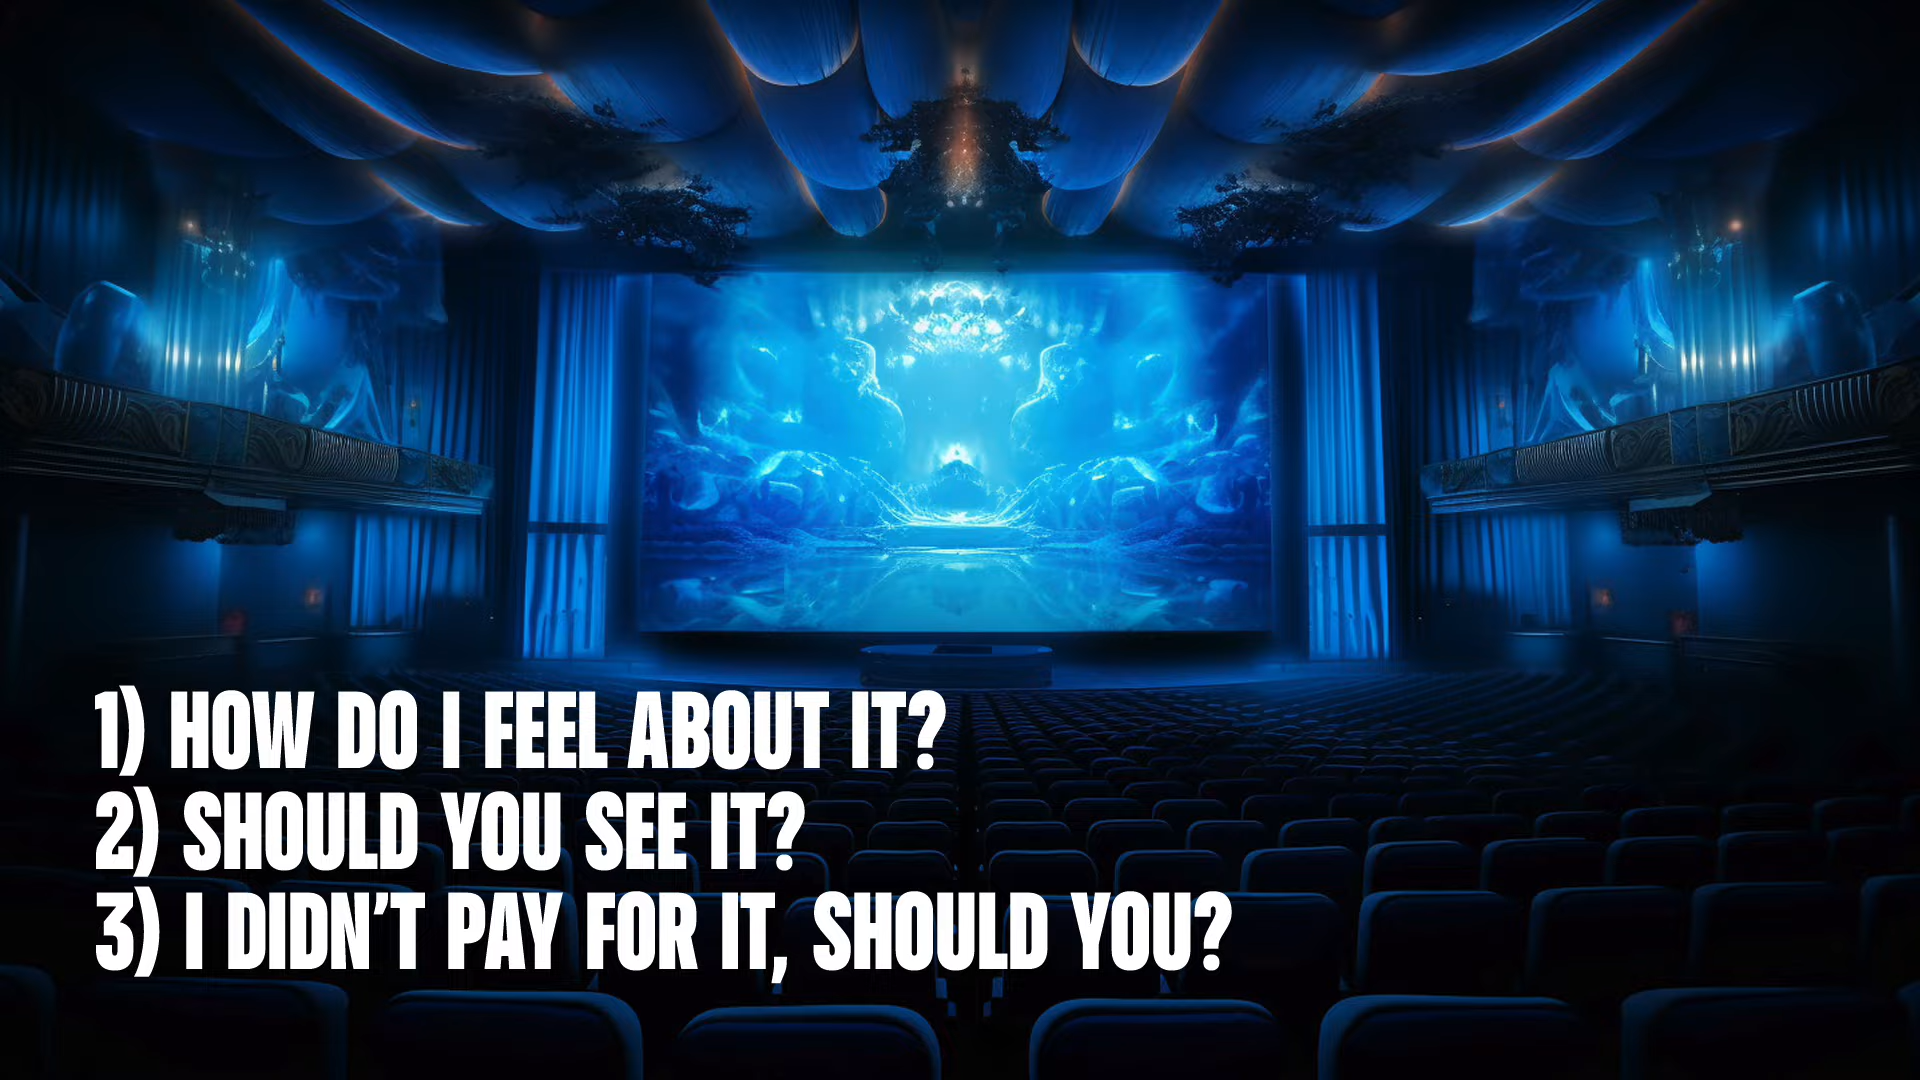 1) HOW DO I FEEL ABOUT IT?
2) SHOULD YOU SEE IT?
3) I DIDN’T PAY FOR IT, SHOULD YOU?